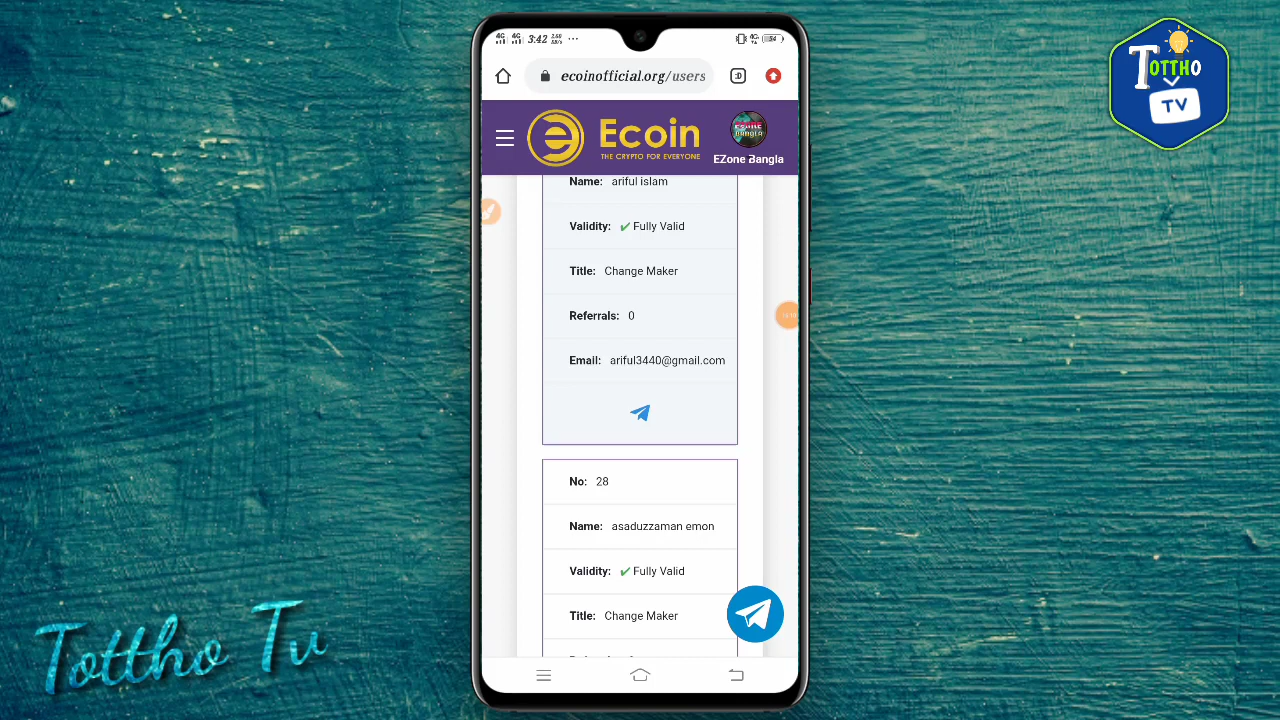 3:42
ecoinofficial.org/users
Ecoin
THE CRYPTO FOR EVERYONE
EZone Bangla
Name: ariful islam
Validity: ✔ Fully Valid
Title: Change Maker
Referrals: 0
Email: ariful3440@gmail.com
No: 28
Name: asaduzzaman emon
Validity: ✔ Fully Valid
Title: Change Maker
TOTTHO
TV
Tottho Tv